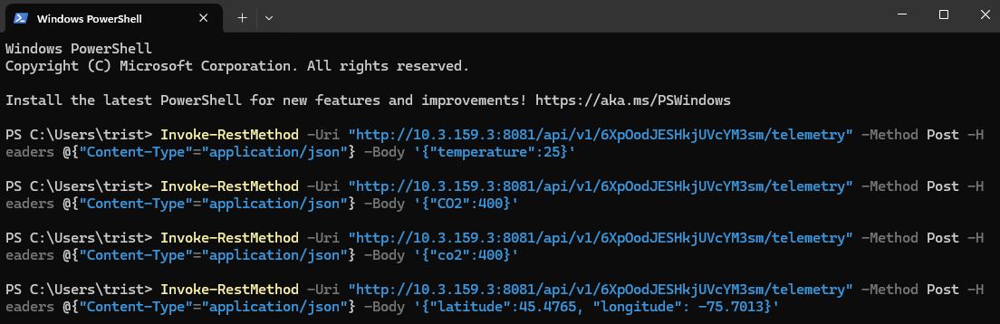 Windows PowerShell
Windows PowerShell
Copyright (C) Microsoft Corporation. All rights reserved.
Install the latest PowerShell for new features and improvements! https://aka.ms/PSWindows
PS C:\Users\trist> Invoke-RestMethod -Uri "http://10.3.159.3:8081/api/v1/6XpOodJESHkjUVcYM3sm/telemetry" -Method Post -H
eaders @{"Content-Type"="application/json"} -Body '{"temperature":25}'
PS C:\Users\trist> Invoke-RestMethod -Uri "http://10.3.159.3:8081/api/v1/6XpOodJESHkjUVcYM3sm/telemetry" -Method Post -H
eaders @{"Content-Type"="application/json"} -Body '{"CO2":400}'
PS C:\Users\trist> Invoke-RestMethod -Uri "http://10.3.159.3:8081/api/v1/6XpOodJESHkjUVcYM3sm/telemetry" -Method Post -H
eaders @{"Content-Type"="application/json"} -Body '{"co2":400}'
PS C:\Users\trist> Invoke-RestMethod -Uri "http://10.3.159.3:8081/api/v1/6XpOodJESHkjUVcYM3sm/telemetry" -Method Post -H
eaders @{"Content-Type"="application/json"} -Body '{"latitude":45.4765, "longitude": -75.7013}'